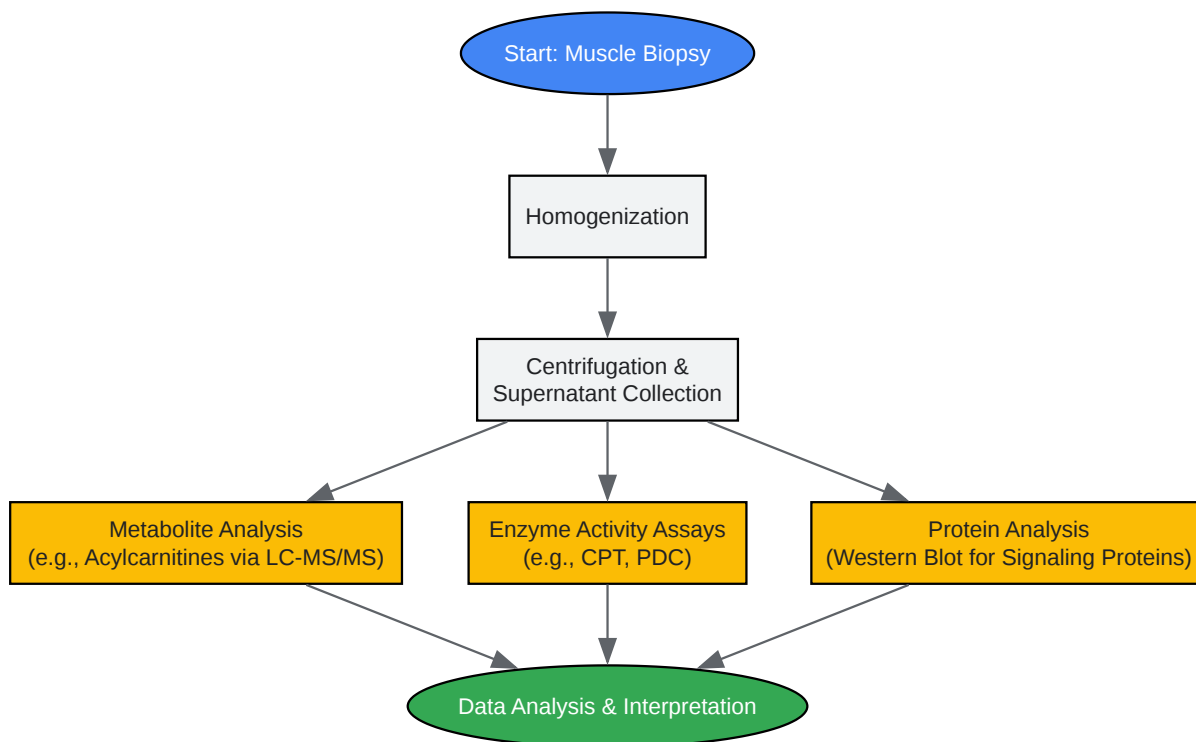 Start: Muscle Biopsy
Homogenization
Centrifugation &
Supernatant Collection
Metabolite Analysis
(e.g., Acylcarnitines via LC-MS/MS)
Enzyme Activity Assays
(e.g., CPT, PDC)
Protein Analysis
(Western Blot for Signaling Proteins)
Data Analysis & Interpretation